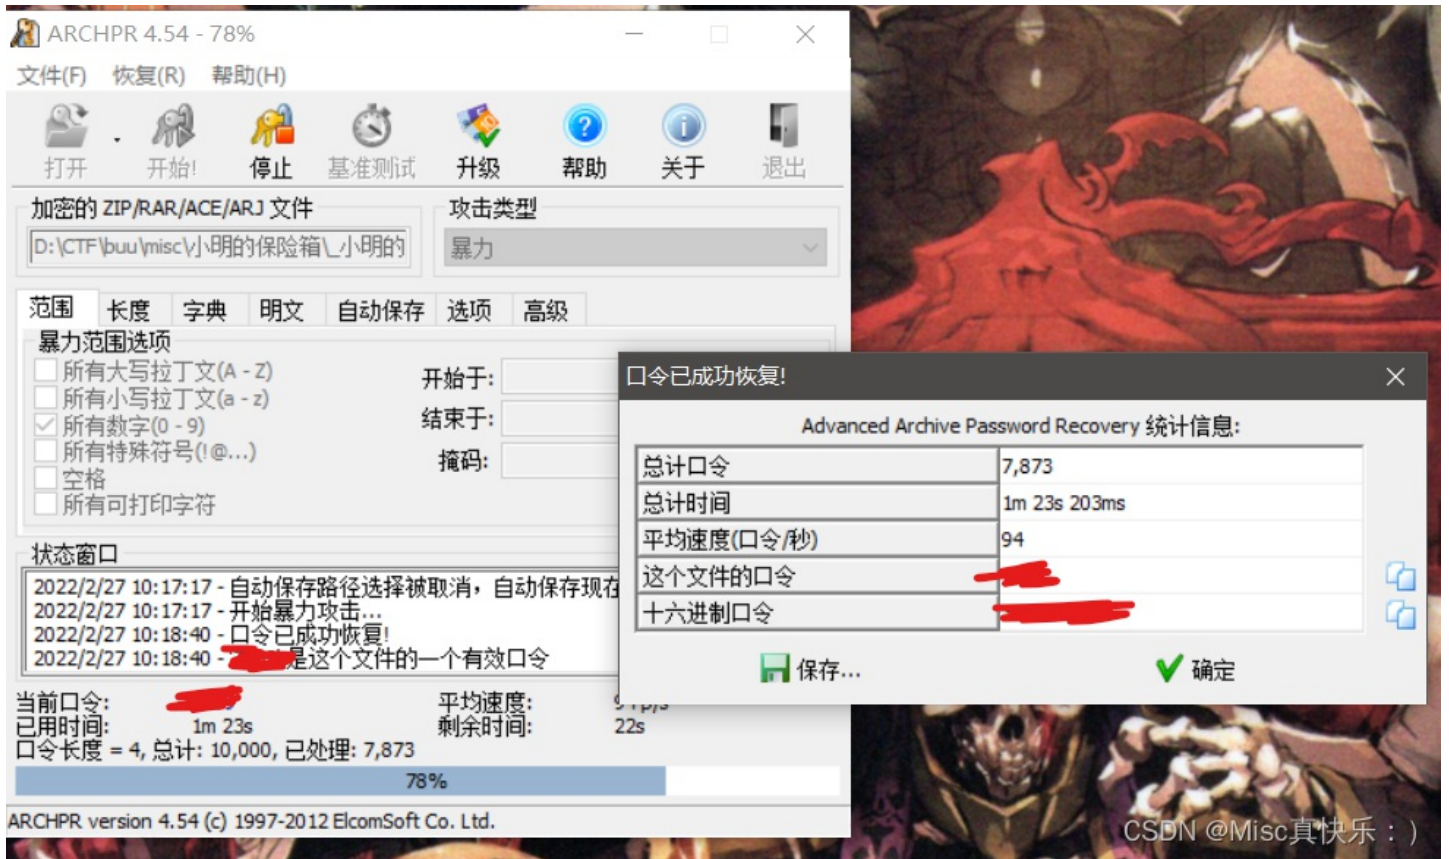 ARCHPR 4.54 - 78%
文件(F) 恢复(R) 帮助(H)
打开 开始! 停止 基准测试 升级 帮助 关于 退出
加密的 ZIP/RAR/ACE/ARJ 文件
攻击类型
D:\CTF\buu\misc\小明的保险箱\_小明的
暴力
范围 长度 字典 明文 自动保存 选项 高级
暴力范围选项
所有大写拉丁文(A - Z)
所有小写拉丁文(a - z)
所有数字(0 - 9)
所有特殊符号(!@...)
空格
所有可打印字符
开始于:
结束于:
掩码:
状态窗口
2022/2/27 10:17:17 - 自动保存路径选择被取消，自动保存现在
2022/2/27 10:17:17 - 开始暴力攻击...
2022/2/27 10:18:40 - 口令已成功恢复!
2022/2/27 10:18:40 - 是这个文件的一个有效口令
当前口令:
平均速度:
已用时间: 1m 23s
剩余时间: 22s
口令长度 = 4, 总计: 10,000, 已处理: 7,873
78%
ARCHPR version 4.54 (c) 1997-2012 ElcomSoft Co. Ltd.
口令已成功恢复!
Advanced Archive Password Recovery 统计信息:
总计口令 7,873
总计时间 1m 23s 203ms
平均速度(口令/秒) 94
这个文件的口令
十六进制口令
保存...
确定
CSDN @Misc真快乐：)